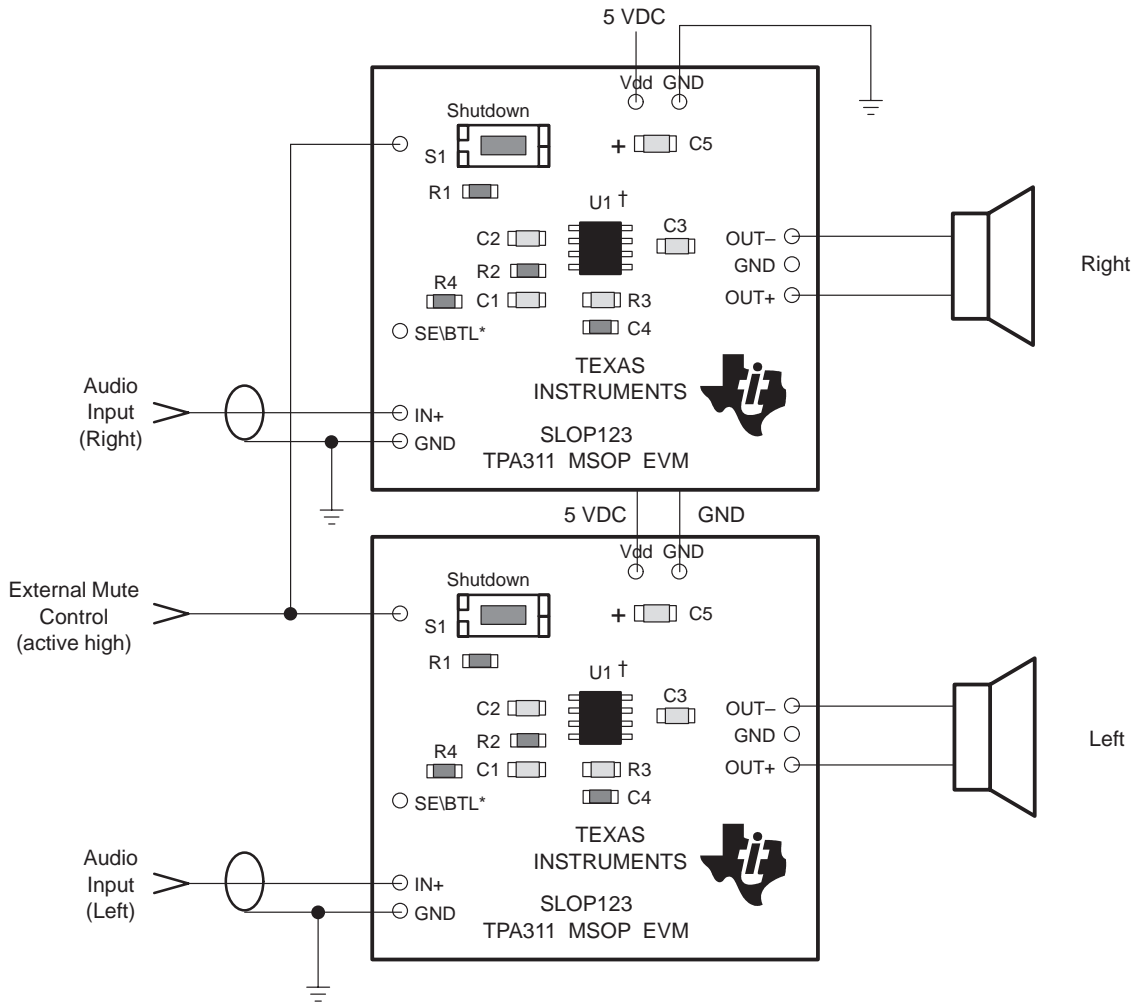 5 VDC
Vdd GND
Shutdown
S1
+ C5
R1
U1 †
C2
C3
OUT–
R2
GND
Right
R4
C1
R3
OUT+
C4
SE\BTL*
TEXAS
INSTRUMENTS
Audio
Input
(Right)
IN+
GND
SLOP123
TPA311 MSOP EVM
5 VDC
GND
Vdd GND
External Mute
Control
(active high)
Shutdown
S1
+ C5
R1
U1 †
C2
C3
OUT–
R2
GND
Left
R4
C1
R3
OUT+
C4
SE\BTL*
TEXAS
INSTRUMENTS
Audio
Input
(Left)
IN+
GND
SLOP123
TPA311 MSOP EVM